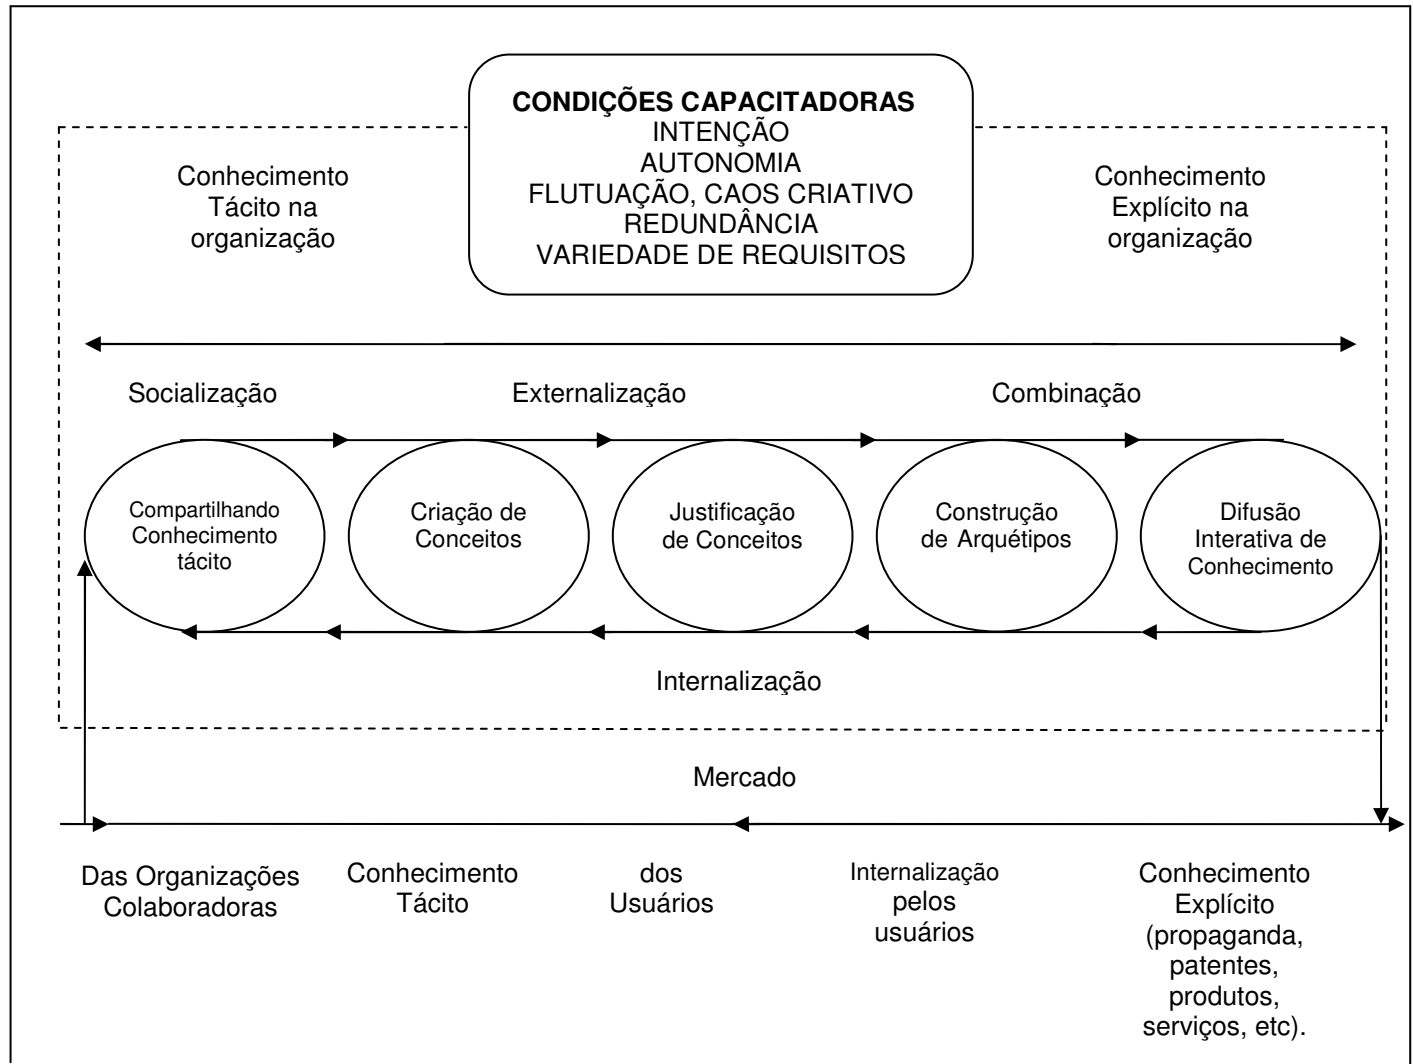 CONDIÇÕES CAPACITADORAS
INTENÇÃO
AUTONOMIA
FLUTUAÇÃO, CAOS CRIATIVO
REDUNDÂNCIA
VARIEDADE DE REQUISITOS
Conhecimento
Tácito na
organização
Conhecimento
Explícito na
organização
Socialização
Externalização
Combinação
Compartilhando
Conhecimento
tácito
Criação de
Conceitos
Justificação
de Conceitos
Construção
de Arquétipos
Difusão
Interativa de
Conhecimento
Internalização
Mercado
Das Organizações
Colaboradoras
Conhecimento
Tácito
dos
Usuários
Internalização
pelos
usuários
Conhecimento
Explícito
(propaganda,
patentes,
produtos,
serviços, etc).